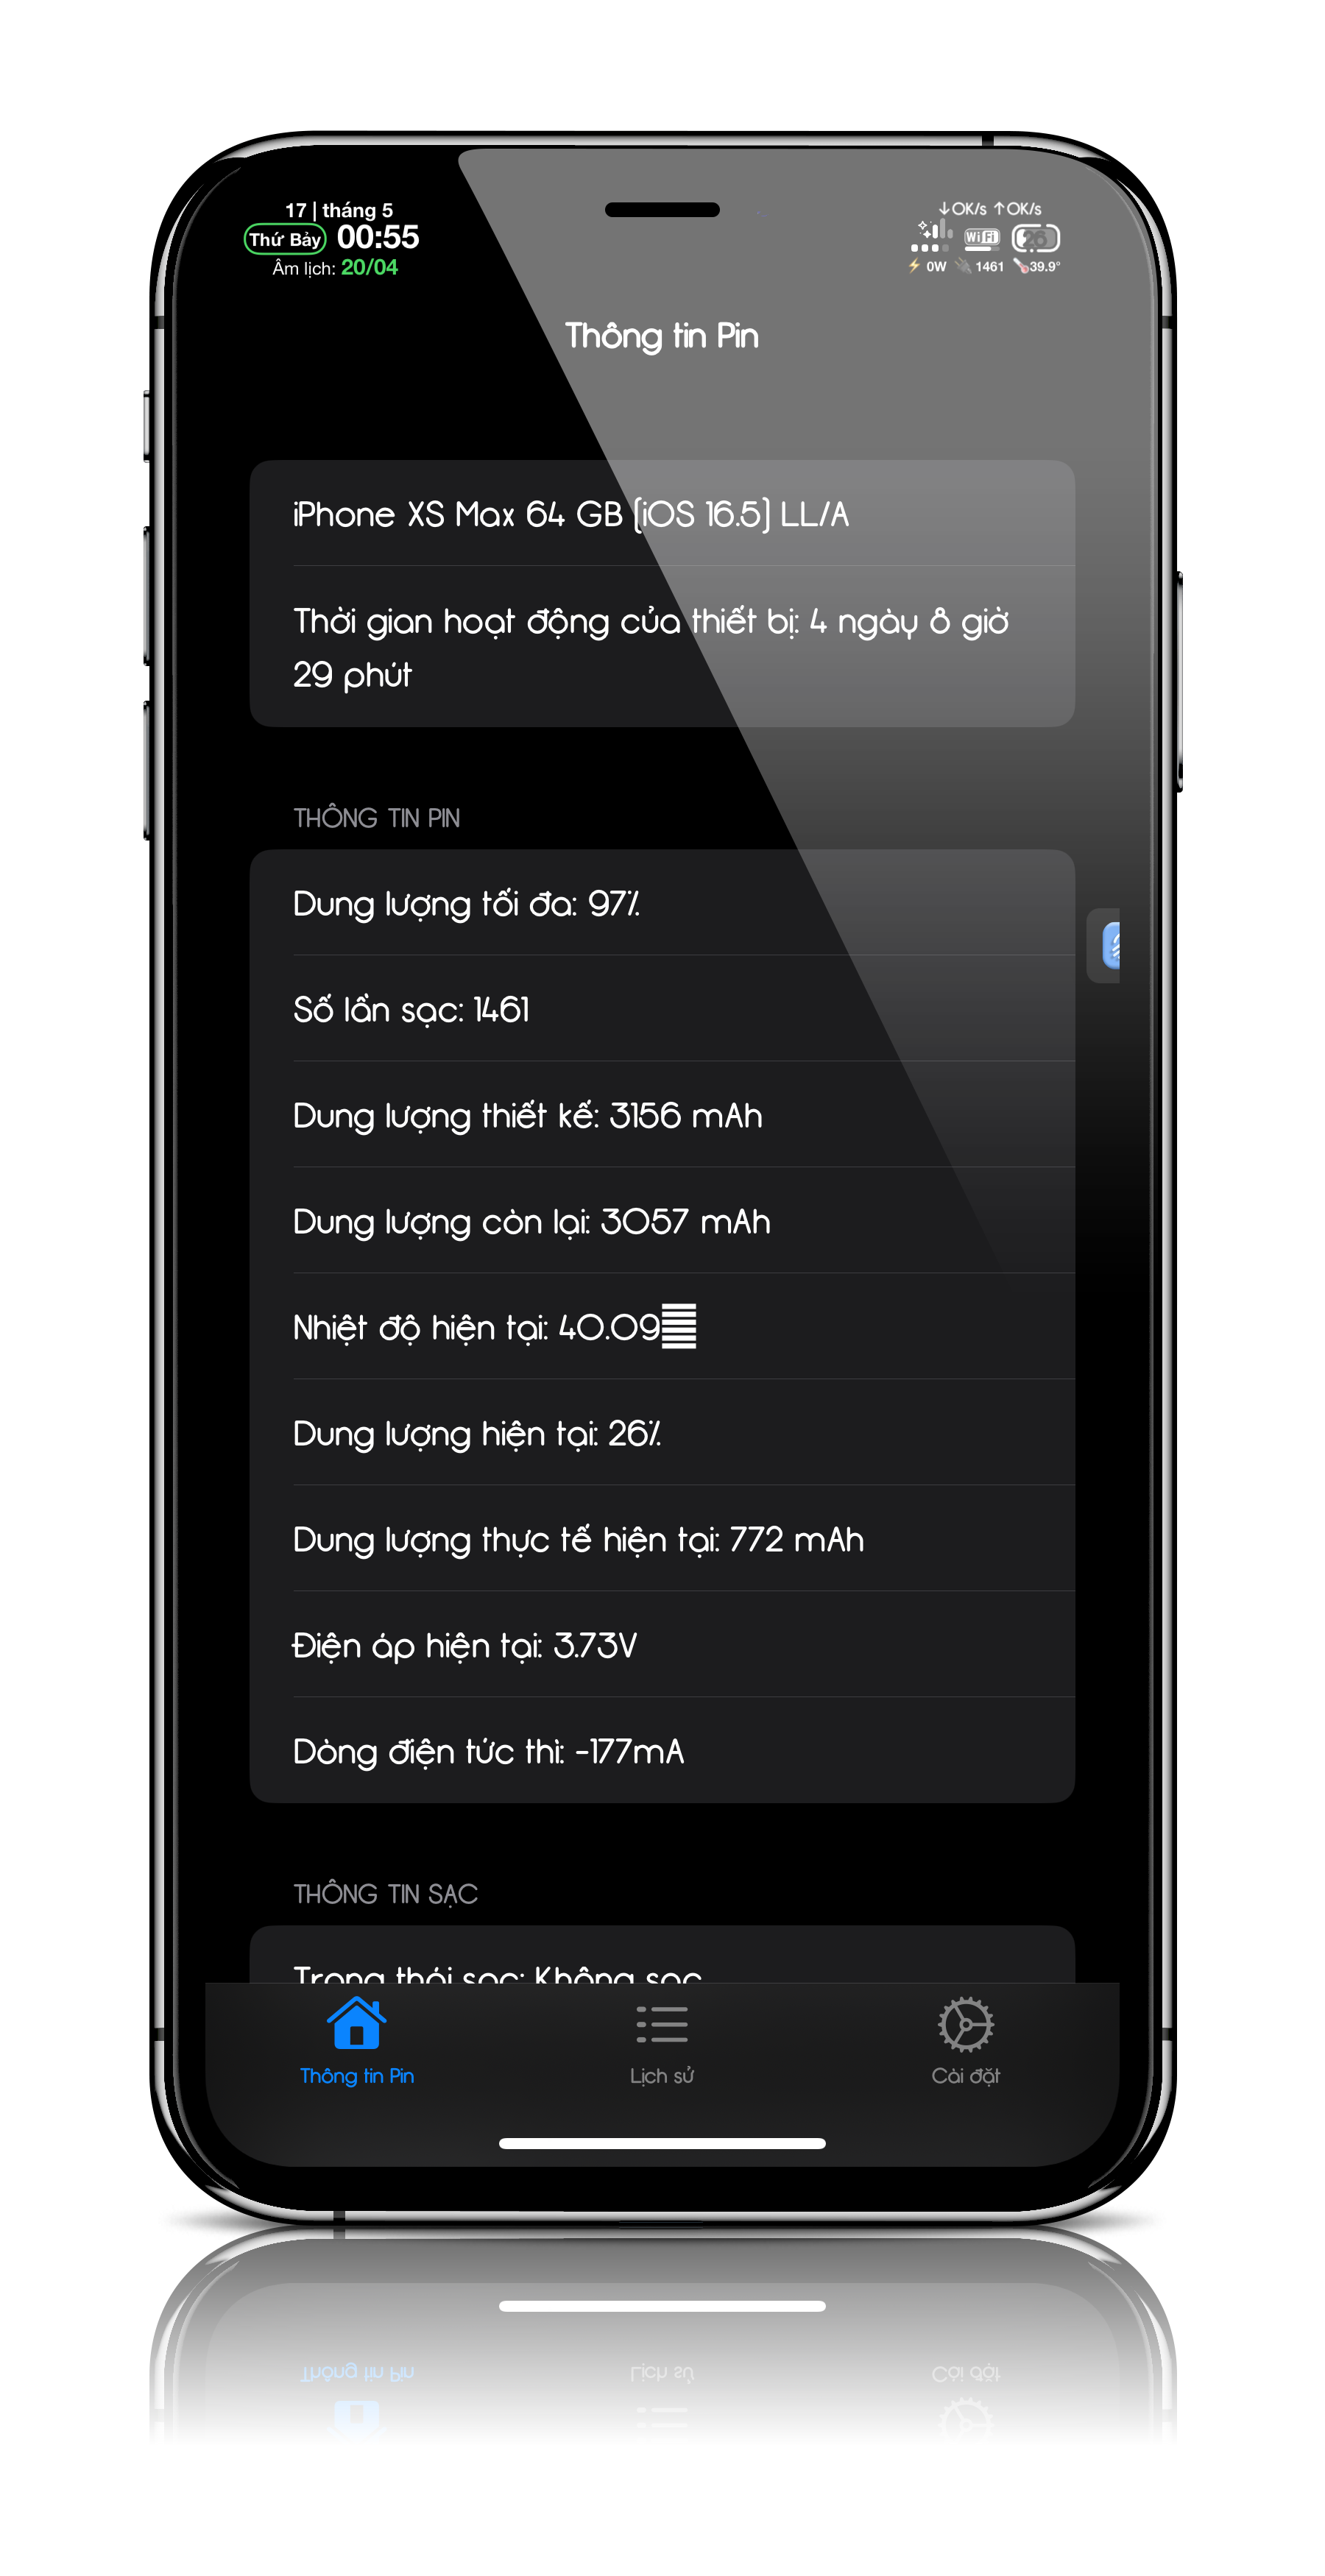 17 | tháng 5
Thứ Bảy 00:55
Âm lịch: 20/04
↓0K/s ↑0K/s
WiFi 26
⚡ 0W 🔌 1461 🌡️39.9°
Thông tin Pin
iPhone XS Max 64 GB (iOS 16.5) LL/A
Thời gian hoạt động của thiết bị: 4 ngày 8 giờ
29 phút
THÔNG TIN PIN
Dung lượng tối đa: 97%
Số lần sạc: 1461
Dung lượng thiết kế: 3156 mAh
Dung lượng còn lại: 3057 mAh
Nhiệt độ hiện tại: 40.09
Dung lượng hiện tại: 26%
Dung lượng thực tế hiện tại: 772 mAh
Điện áp hiện tại: 3.73V
Dòng điện tức thì: -177mA
THÔNG TIN SẠC
Trạng thái sạc: Không sạc
Thông tin Pin
Lịch sử
Cài đặt